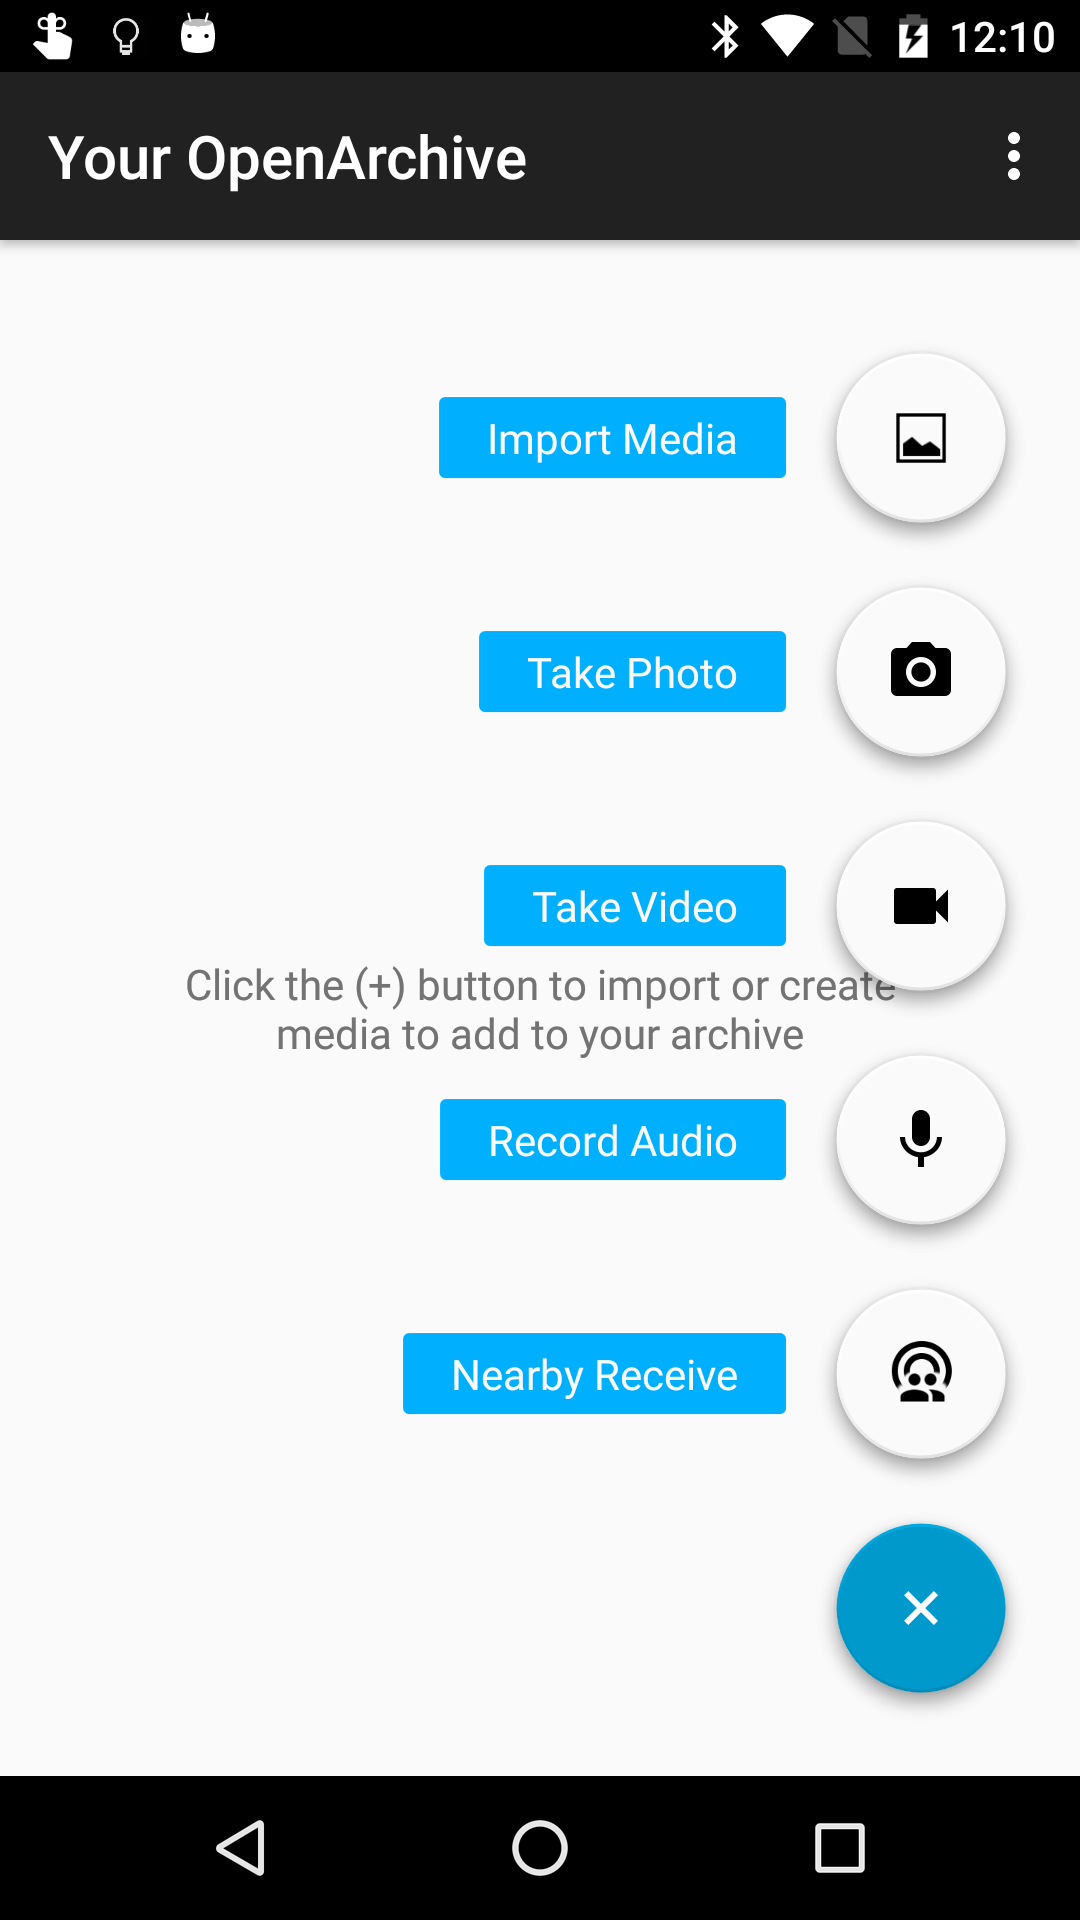 12:10
Your OpenArchive
Import Media
Take Photo
Take Video
Click the (+) button to import or create
media to add to your archive
Record Audio
Nearby Receive